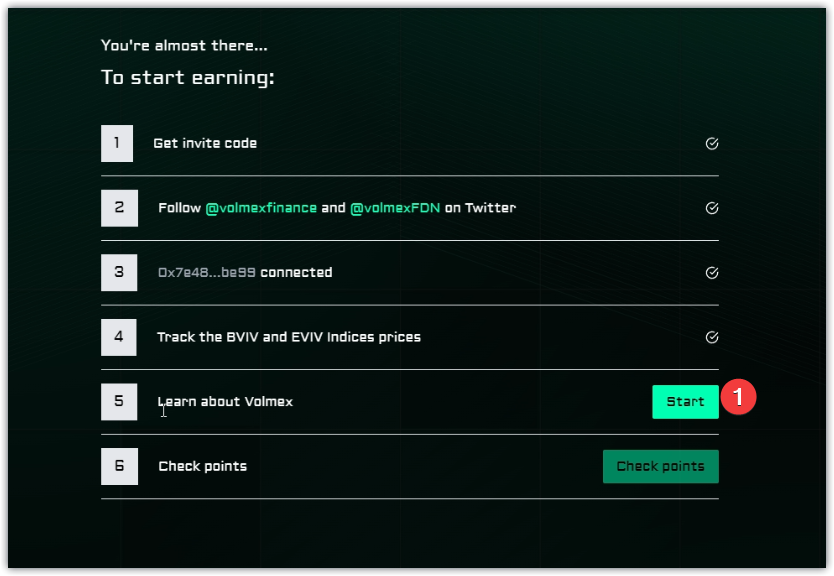 You're almost there...
To start earning:
1 Get invite code
2 Follow @volmexfinance and @volmexFDN on Twitter
3 0x7e48...be99 connected
4 Track the BVIV and EVIV Indices prices
5 Learn about Volmex Start 1
6 Check points Check points